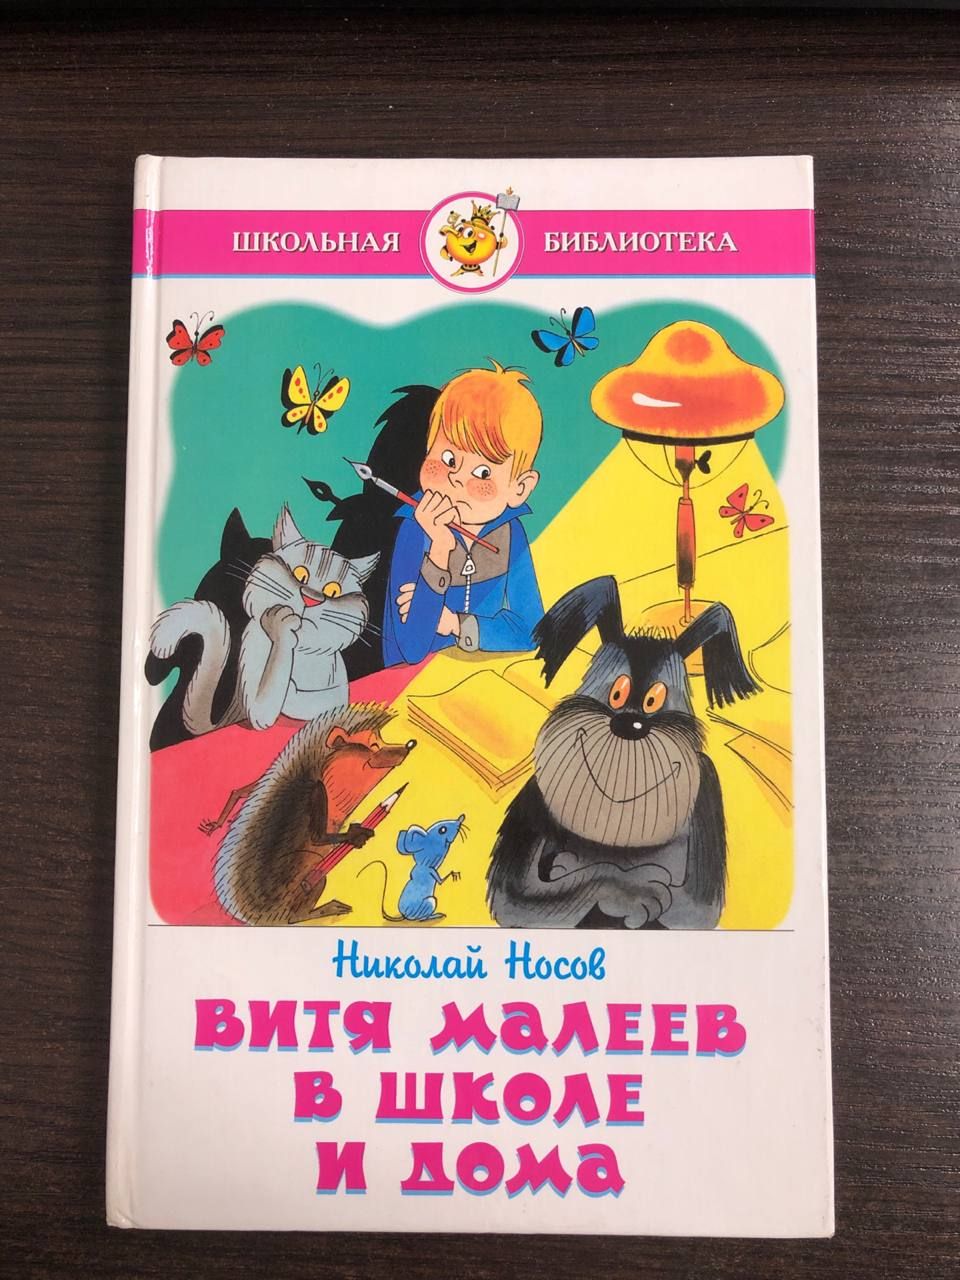 ШКОЛЬНАЯ БИБЛИОТЕКА
Николай Носов
ВИТЯ МАЛЕЕВ
В ШКОЛЕ
И ДОМА